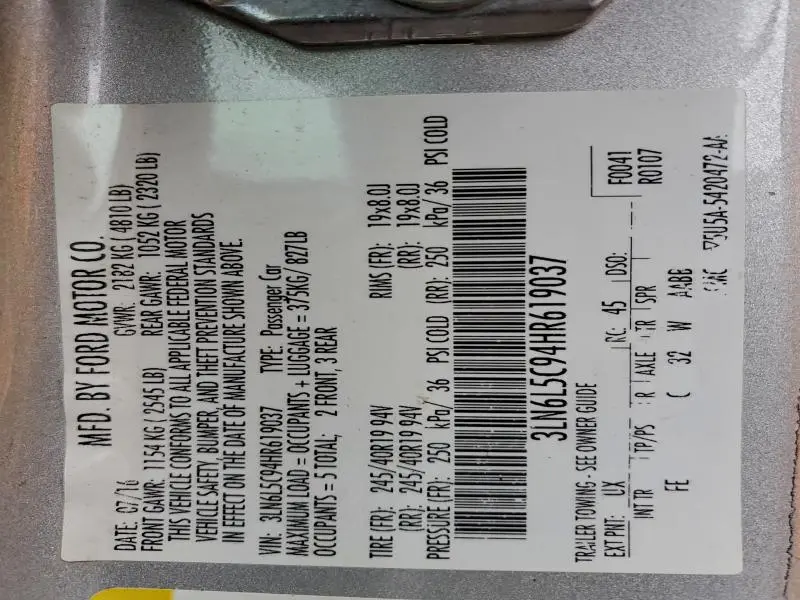 MFD. BY FORD MOTOR CO.
DATE: 07/16 GVWR: 2182 KG ( 4810 LB)
FRONT GAWR: 1154 KG ( 2545 LB) REAR GAWR: 1052 KG ( 2320 LB)
THIS VEHICLE CONFORMS TO ALL APPLICABLE FEDERAL MOTOR
VEHICLE SAFETY, BUMPER, AND THEFT PREVENTION STANDARDS
IN EFFECT ON THE DATE OF MANUFACTURE SHOWN ABOVE.
VIN: 3LN6L5C94HR619037 TYPE: Passenger Car
MAXIMUM LOAD = OCCUPANTS + LUGGAGE = 375KG/ 827LB
OCCUPANTS = 5 TOTAL; 2 FRONT, 3 REAR
TIRE (FR): 245/40R19 94V RIMS (FR): 19x8.0J
(RR): 245/40R19 94V (RR): 19x8.0J
PRESSURE (FR): 250 kPa/ 36 PSI COLD (RR): 250 kPa/ 36 PSI COLD
3LN6L5C94HR619037
TRAILER TOWING - SEE OWNER GUIDE
F0041
R0107
EXT PNT: UX RC: 45 DSO:
INT TR TP/PS R AXLE TR SPR
FE C 32 W AABB
5U5A-5420472-AA